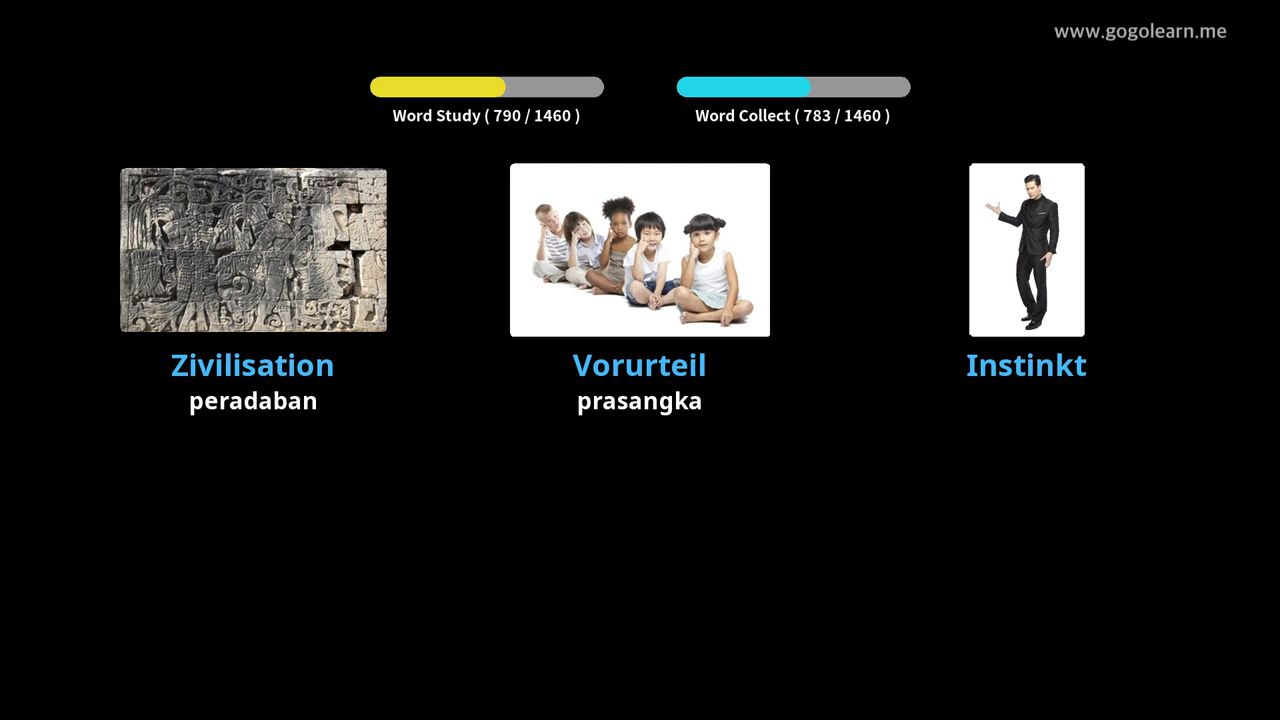 www.gogolearn.me
Word Study ( 790 / 1460 )
Word Collect ( 783 / 1460 )
Zivilisation
peradaban
Vorurteil
prasangka
Instinkt